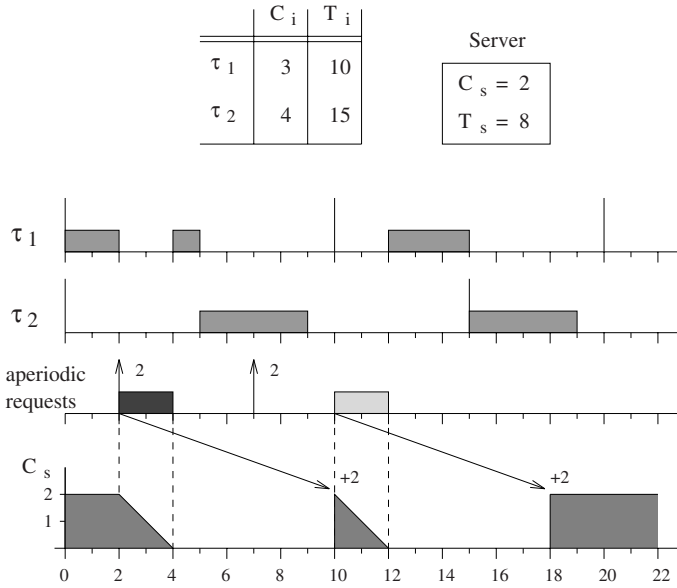 C i T i
τ 1 3 10
τ 2 4 15
Server
C s = 2
T s = 8
τ 1
τ 2
aperiodic
requests
2
2
C s
+2
+2
2
1
0 2 4 6 8 10 12 14 16 18 20 22